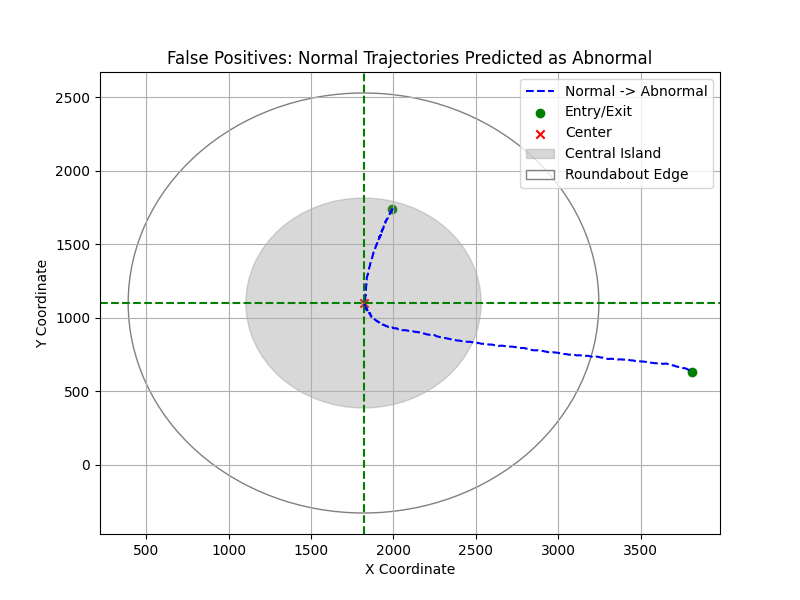 False Positives: Normal Trajectories Predicted as Abnormal
Normal -> Abnormal
Entry/Exit
Center
Central Island
Roundabout Edge
2500
2000
1500
1000
500
0
Y Coordinate
500
1000
1500
2000
2500
3000
3500
X Coordinate